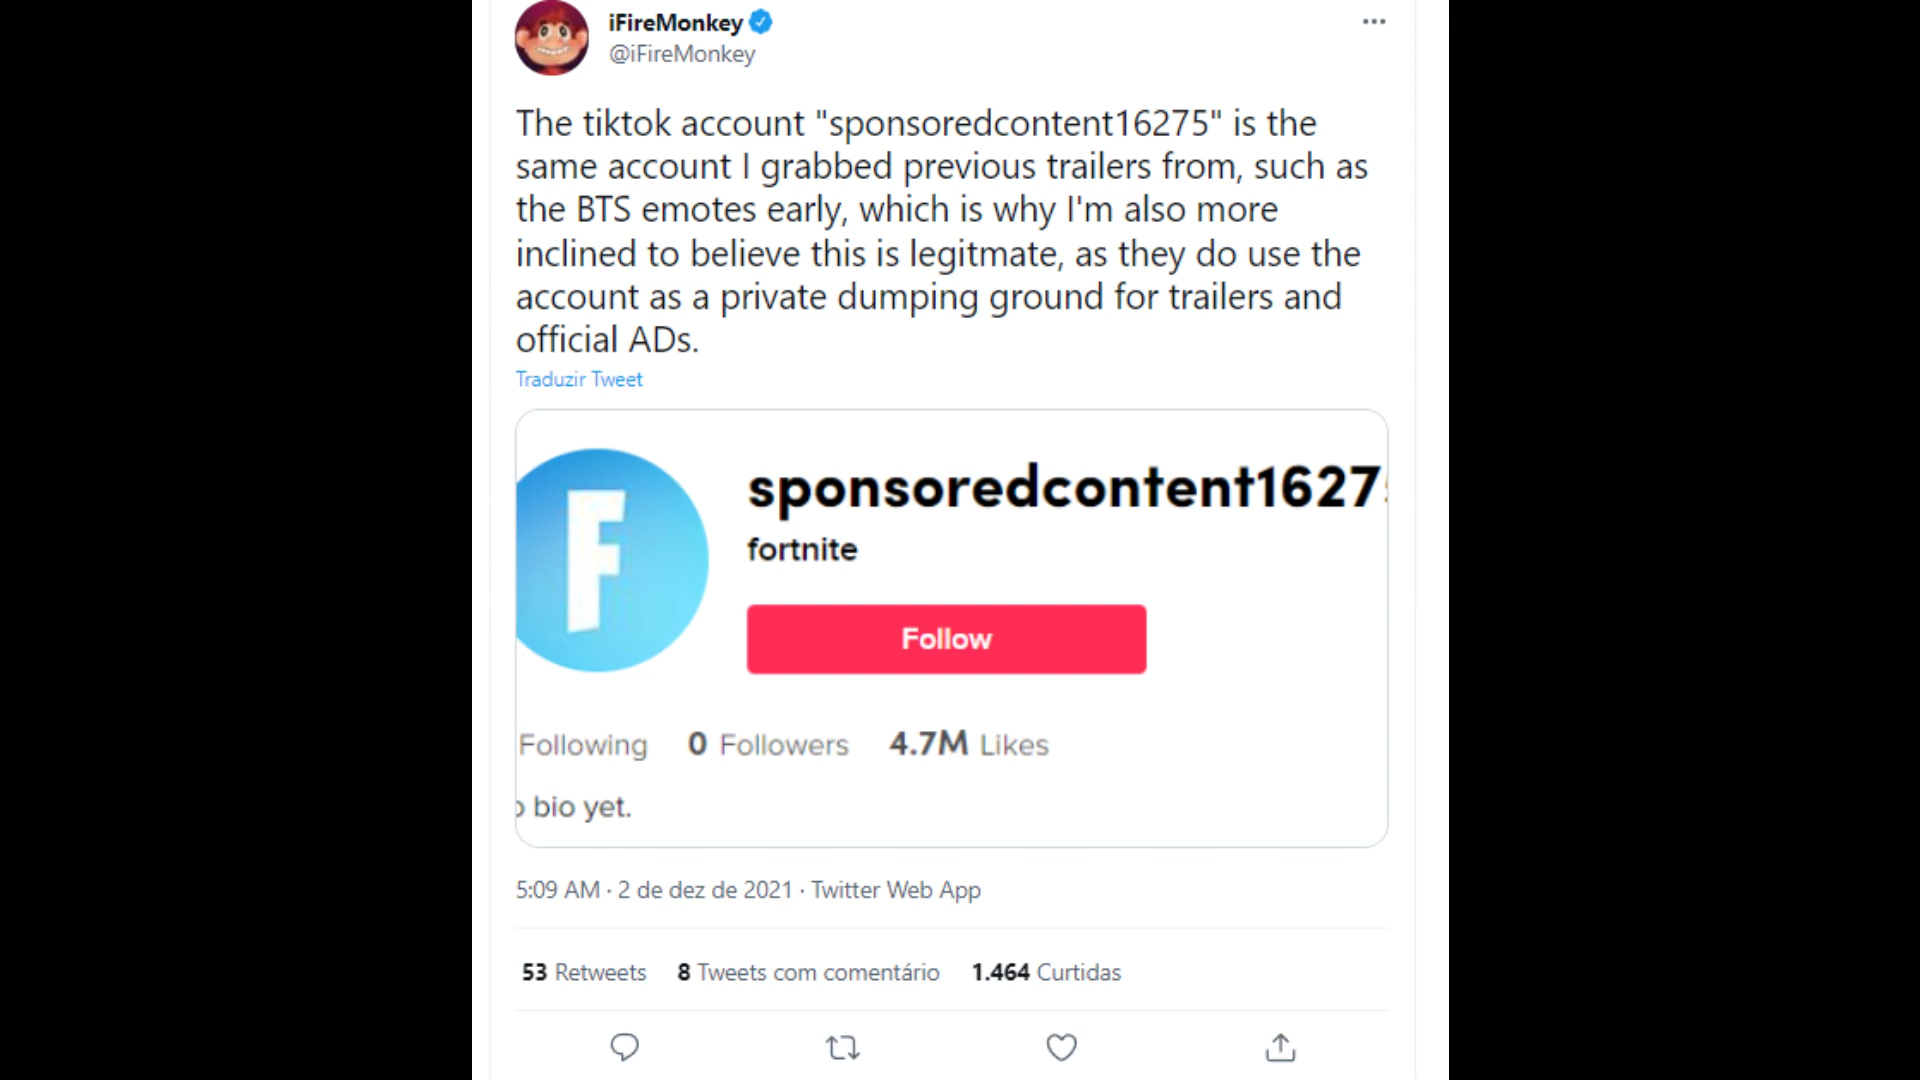 iFireMonkey
@iFireMonkey
The tiktok account "sponsoredcontent16275" is the
same account I grabbed previous trailers from, such as
the BTS emotes early, which is why I'm also more
inclined to believe this is legitmate, as they do use the
account as a private dumping ground for trailers and
official ADs.
Traduzir Tweet
F
sponsoredcontent1627
fortnite
Follow
Following 0 Followers 4.7M Likes
o bio yet.
5:09 AM · 2 de dez de 2021 · Twitter Web App
53 Retweets 8 Tweets com comentário 1.464 Curtidas